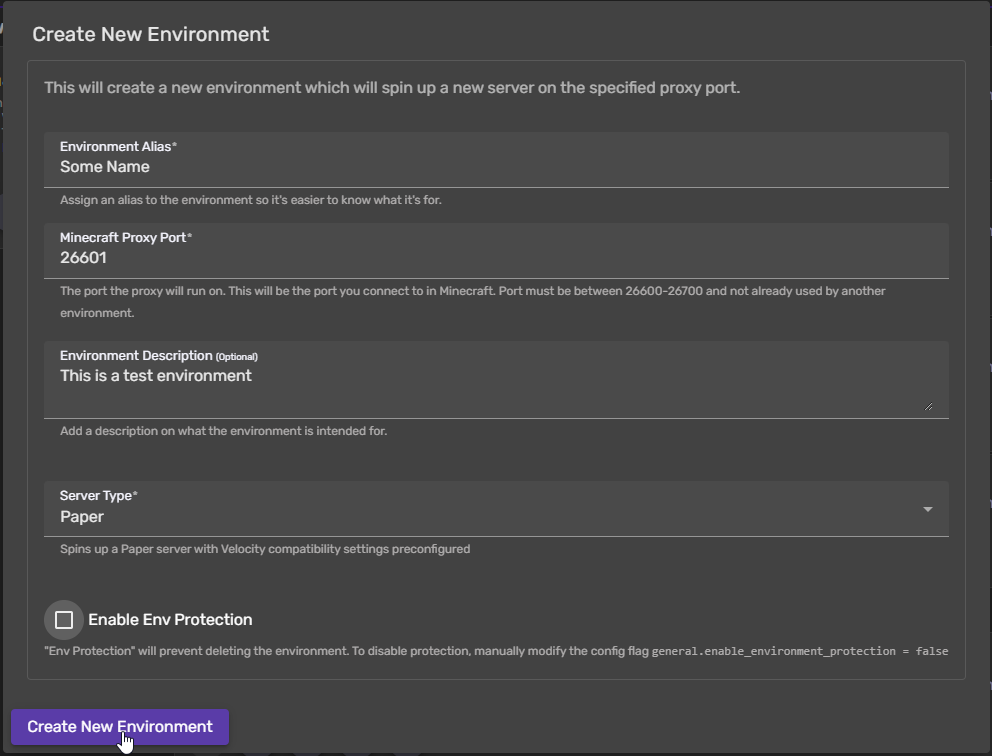 Create New Environment
This will create a new environment which will spin up a new server on the specified proxy port.
Environment Alias*
Some Name
Assign an alias to the environment so it's easier to know what it's for.
Minecraft Proxy Port*
26601
The port the proxy will run on. This will be the port you connect to in Minecraft. Port must be between 26600-26700 and not already used by another
environment.
Environment Description (Optional)
This is a test environment
Add a description on what the environment is intended for.
Server Type*
Paper
Spins up a Paper server with Velocity compatibility settings preconfigured
Enable Env Protection
"Env Protection" will prevent deleting the environment. To disable protection, manually modify the config flag general.enable_environment_protection = false
Create New Environment